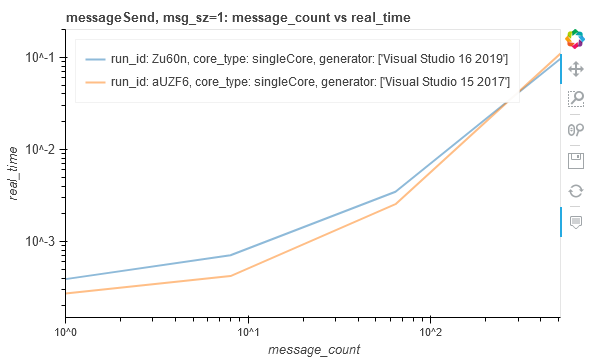 messageSend, msg_sz=1: message_count vs real_time
run_id: Zu60n, core_type: singleCore, generator: ['Visual Studio 16 2019']
run_id: aUZF6, core_type: singleCore, generator: ['Visual Studio 15 2017']
real_time
10^-1
10^-2
10^-3
10^0
10^1
10^2
message_count